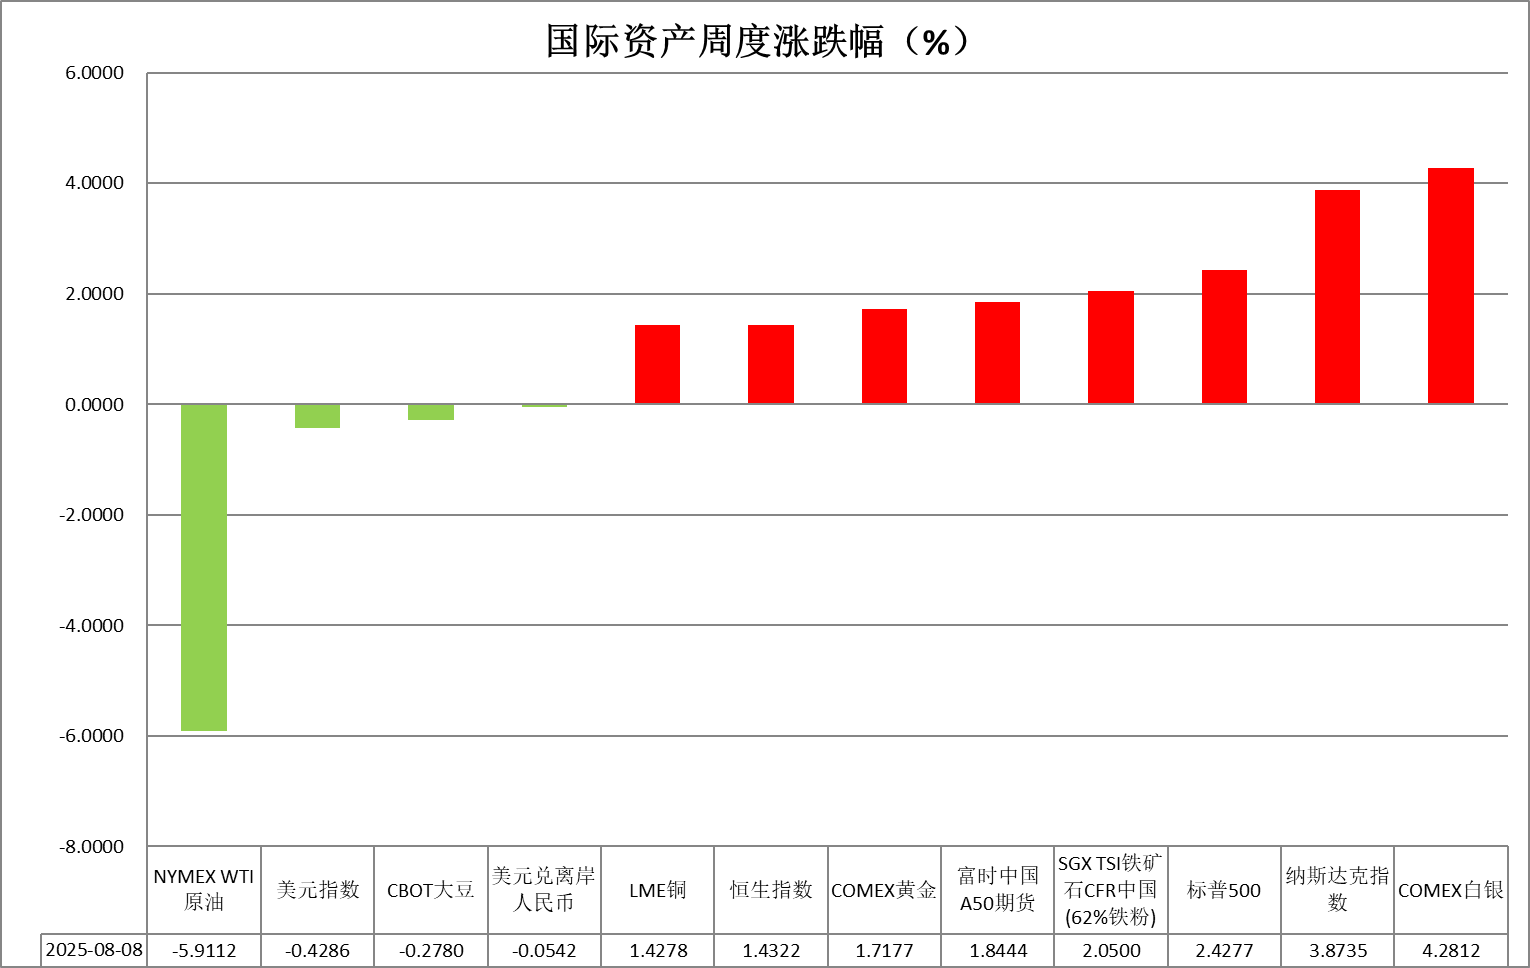 国际资产周度涨跌幅（%）
6.0000
4.0000
2.0000
0.0000
-2.0000
-4.0000
-6.0000
-8.0000
NYMEX WTI
原油
美元指数
CBOT大豆
美元兑离岸
人民币
LME铜
恒生指数
COMEX黄金
富时中国
A50期货
SGX TSI铁矿
石CFR中国
(62%铁粉)
标普500
纳斯达克指
数
COMEX白银
2025-08-08 -5.9112 -0.4286 -0.2780 -0.0542 1.4278 1.4322 1.7177 1.8444 2.0500 2.4277 3.8735 4.2812